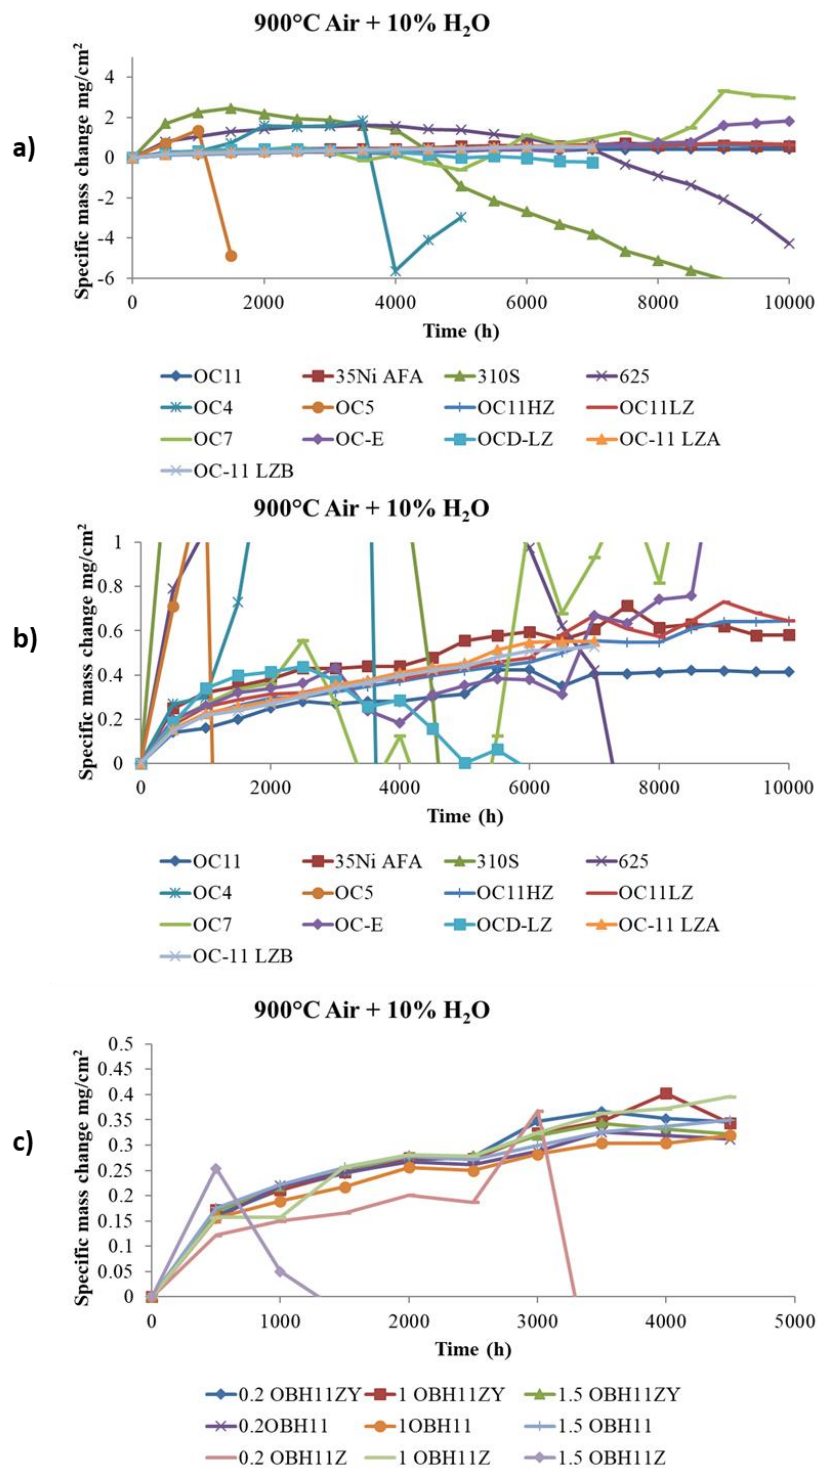 900°C Air + 10% H₂O
a)
Specific mass change mg/cm²
4
2
0
-2
-4
-6
0 2000 4000 6000 8000 10000
Time (h)
OC11 35Ni AFA 310S 625
OC4 OC5 OC11HZ OC11LZ
OC7 OC-E OCD-LZ OC-11 LZA
OC-11 LZB
900°C Air + 10% H₂O
b)
Specific mass change mg/cm²
1
0.8
0.6
0.4
0.2
0
0 2000 4000 6000 8000 10000
Time (h)
OC11 35Ni AFA 310S 625
OC4 OC5 OC11HZ OC11LZ
OC7 OC-E OCD-LZ OC-11 LZA
OC-11 LZB
900°C Air + 10% H₂O
c)
Specific mass change mg/cm²
0.5
0.45
0.4
0.35
0.3
0.25
0.2
0.15
0.1
0.05
0
0 1000 2000 3000 4000 5000
Time (h)
0.2 OBH11ZY 1 OBH11ZY 1.5 OBH11ZY
0.2OBH11 1OBH11 1.5 OBH11
0.2 OBH11Z 1 OBH11Z 1.5 OBH11Z